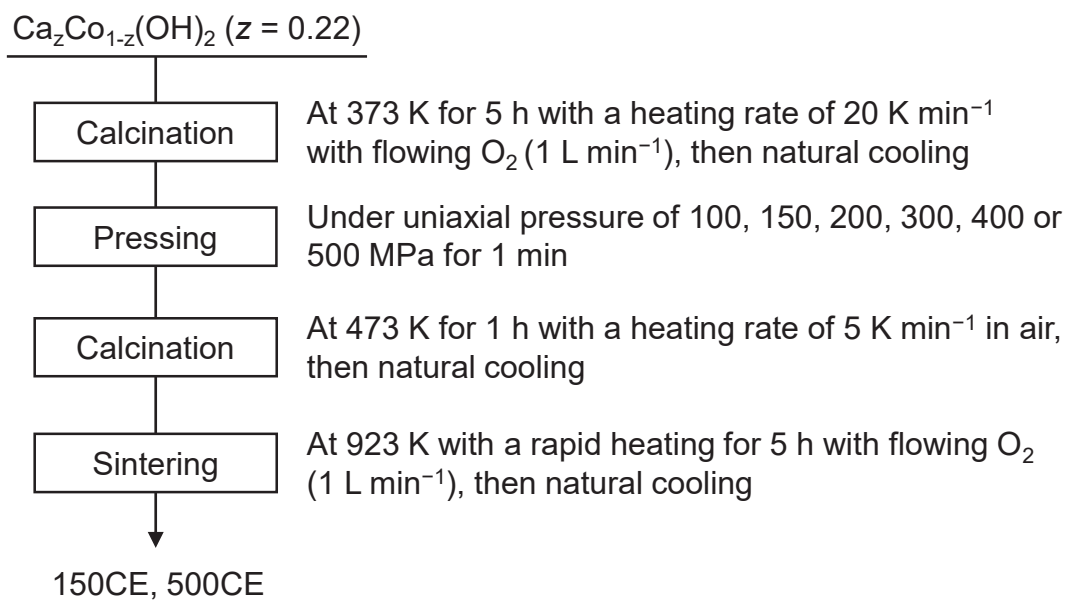 Ca₂Co₁₋₂(OH)₂ (z = 0.22)
Calcination
At 373 K for 5 h with a heating rate of 20 K min⁻¹
with flowing O₂ (1 L min⁻¹), then natural cooling
Pressing
Under uniaxial pressure of 100, 150, 200, 300, 400 or
500 MPa for 1 min
Calcination
At 473 K for 1 h with a heating rate of 5 K min⁻¹ in air,
then natural cooling
Sintering
At 923 K with a rapid heating for 5 h with flowing O₂
(1 L min⁻¹), then natural cooling
150CE, 500CE